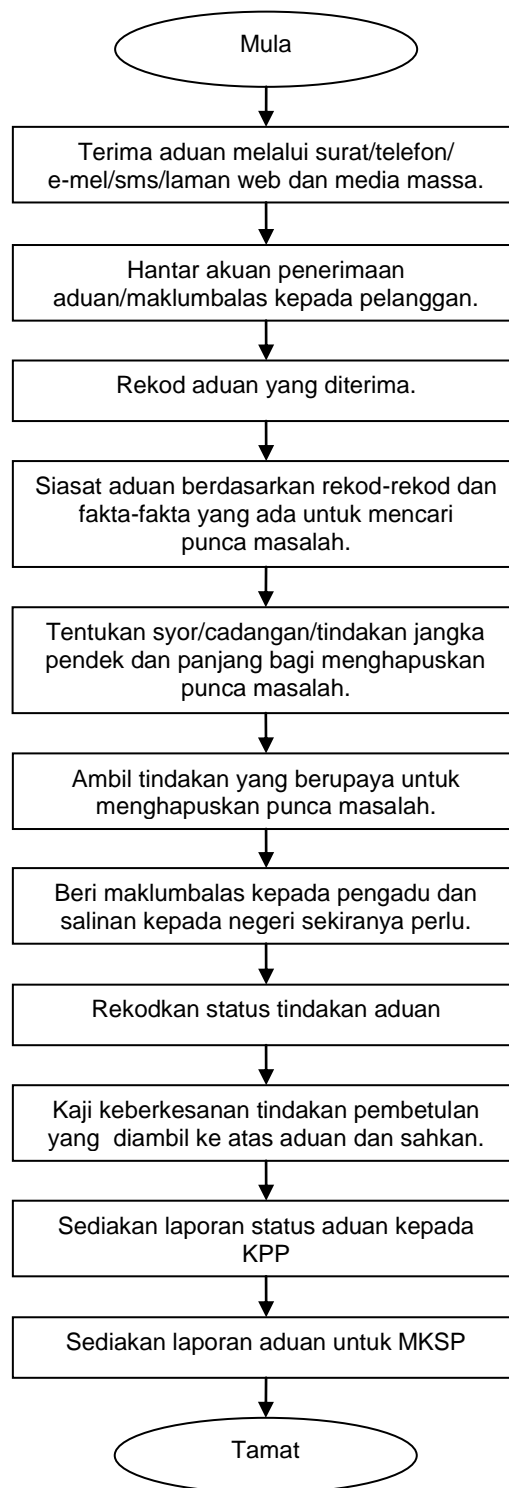 Mula
Terima aduan melalui surat/telefon/
e-mel/sms/laman web dan media massa.
Hantar akuan penerimaan
aduan/maklumbalas kepada pelanggan.
Rekod aduan yang diterima.
Siasat aduan berdasarkan rekod-rekod dan
fakta-fakta yang ada untuk mencari
punca masalah.
Tentukan syor/cadangan/tindakan jangka
pendek dan panjang bagi menghapuskan
punca masalah.
Ambil tindakan yang berupaya untuk
menghapuskan punca masalah.
Beri maklumbalas kepada pengadu dan
salinan kepada negeri sekiranya perlu.
Rekodkan status tindakan aduan
Kaji keberkesanan tindakan pembetulan
yang  diambil ke atas aduan dan sahkan.
Sediakan laporan status aduan kepada
KPP
Sediakan laporan aduan untuk MKSP
Tamat